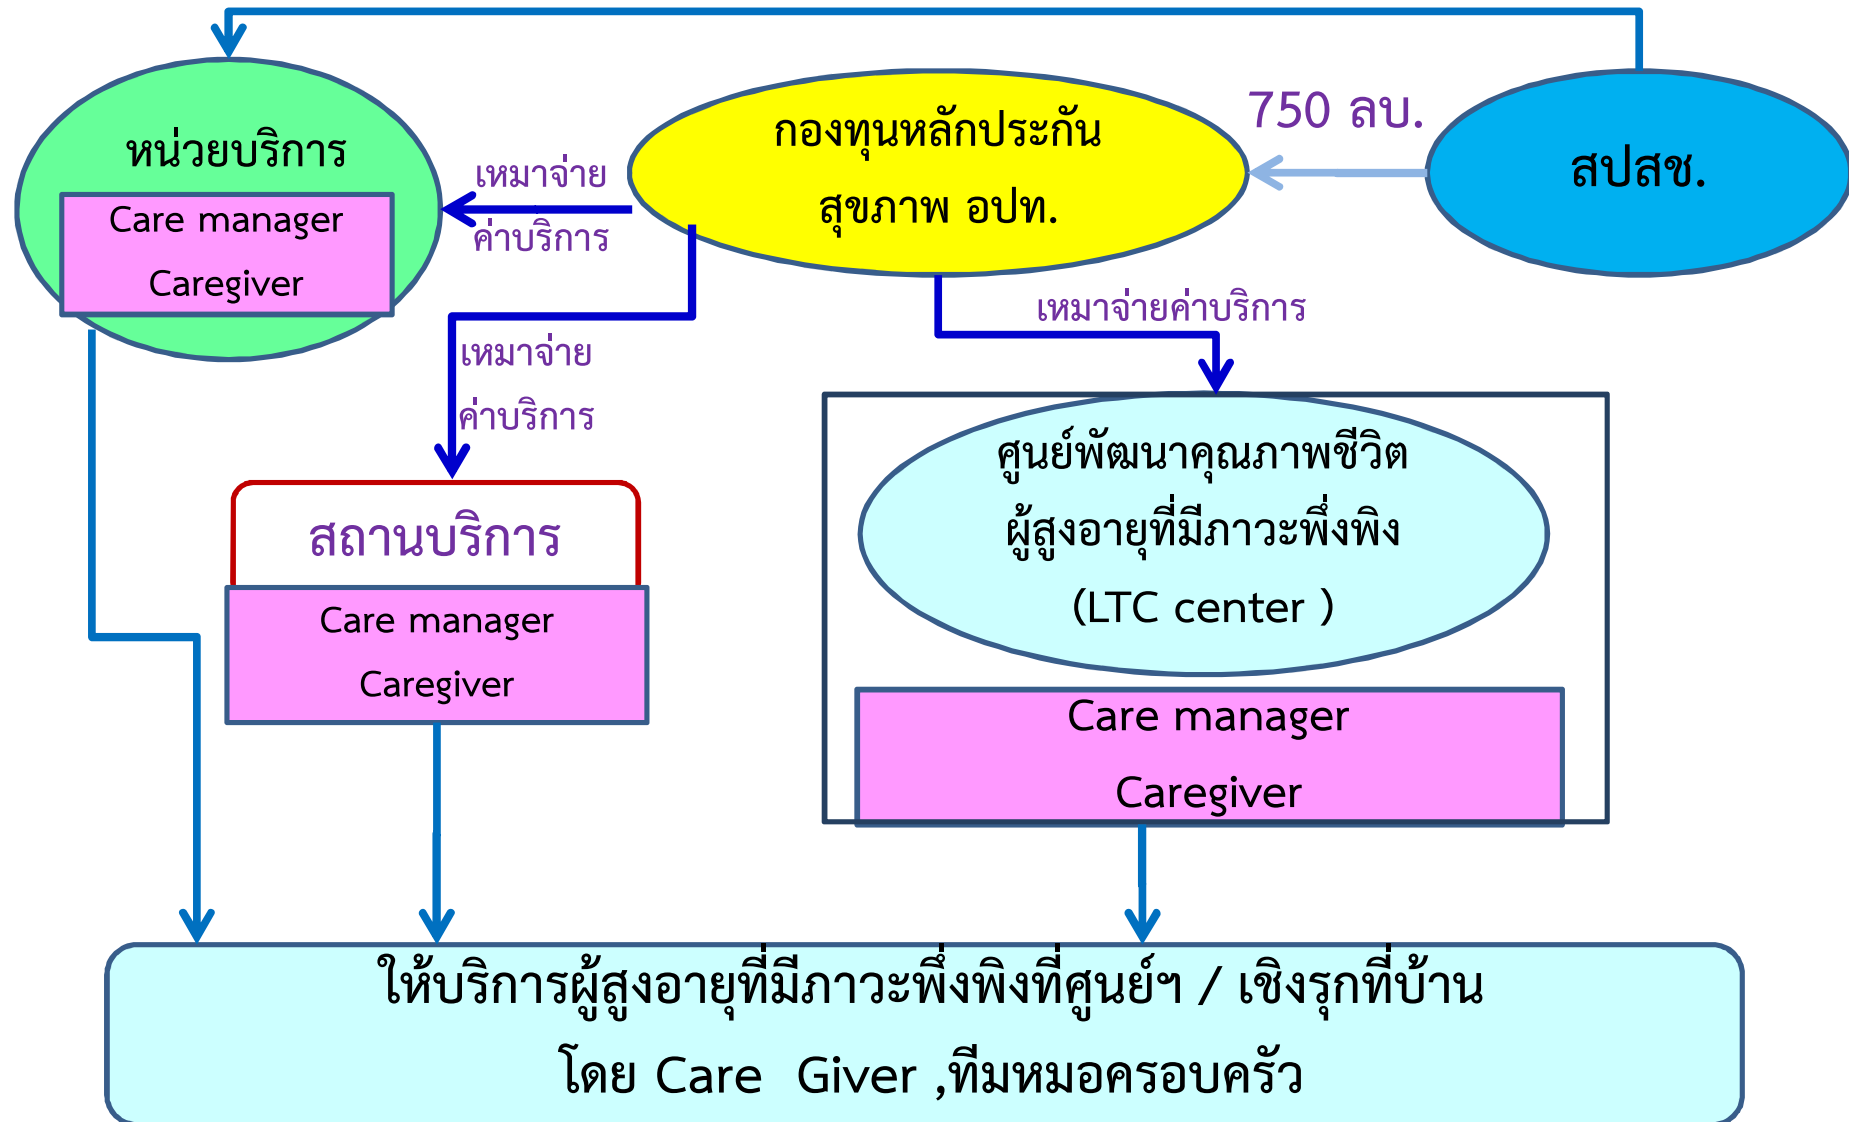 750 ลบ.
สปสช.
กองทุนหลักประกัน
สุขภาพ อปท.
หน่วยบริการ
Care manager
Caregiver
เหมาจ่าย
ค่าบริการ
เหมาจ่าย
ค่าบริการ
เหมาจ่ายค่าบริการ
สถานบริการ
Care manager
Caregiver
ศูนย์พัฒนาคุณภาพชีวิต
ผู้สูงอายุที่มีภาวะพึ่งพิง
(LTC center )
Care manager
Caregiver
ให้บริการผู้สูงอายุที่มีภาวะพึ่งพิงที่ศูนย์ฯ / เชิงรุกที่บ้าน
โดย Care  Giver ,ทีมหมอครอบครัว